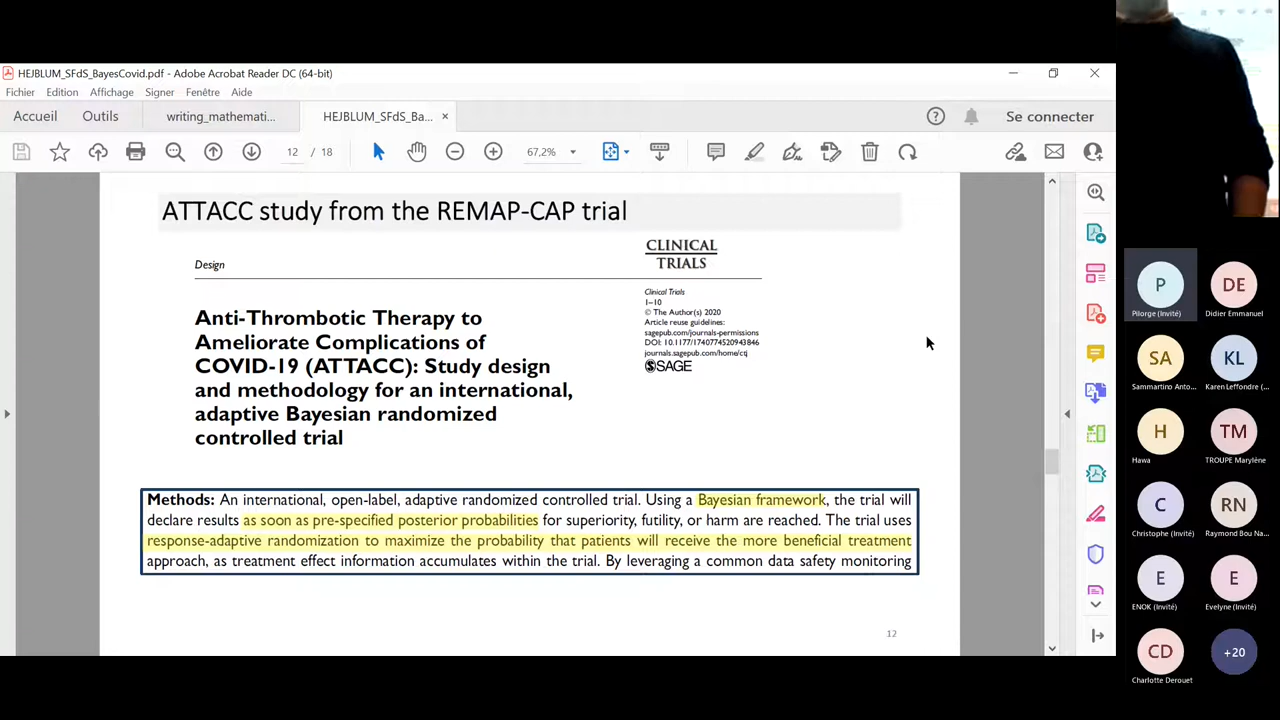 HEJBLUM_SFdS_BayesCovid.pdf - Adobe Acrobat Reader DC (64-bit)
Fichier Edition Affichage Signer Fenêtre Aide
Accueil Outils writing_mathemati... HEJBLUM_SFdS_Ba... ×
? Se connecter
12 / 18 67,2%
ATTACC study from the REMAP-CAP trial
Design
CLINICAL
TRIALS
Clinical Trials
1–10
© The Author(s) 2020
Article reuse guidelines:
sagepub.com/journals-permissions
DOI: 10.1177/1740774520943846
journals.sagepub.com/home/ctj
SAGE
Anti-Thrombotic Therapy to
Ameliorate Complications of
COVID-19 (ATTACC): Study design
and methodology for an international,
adaptive Bayesian randomized
controlled trial
Methods: An international, open-label, adaptive randomized controlled trial. Using a Bayesian framework, the trial will
declare results as soon as pre-specified posterior probabilities for superiority, futility, or harm are reached. The trial uses
response-adaptive randomization to maximize the probability that patients will receive the more beneficial treatment
approach, as treatment effect information accumulates within the trial. By leveraging a common data safety monitoring
12
P DE
Pilorge (Invité) Didier Emmanuel
SA KL
Sammartino Anto... Karen Leffondre (...
H TM
Hawa TROUPE Marylène
C RN
Christophe (Invité) Raymond Bou Na...
E E
ENOK (Invité) Evelyne (Invité)
CD +20
Charlotte Derouet